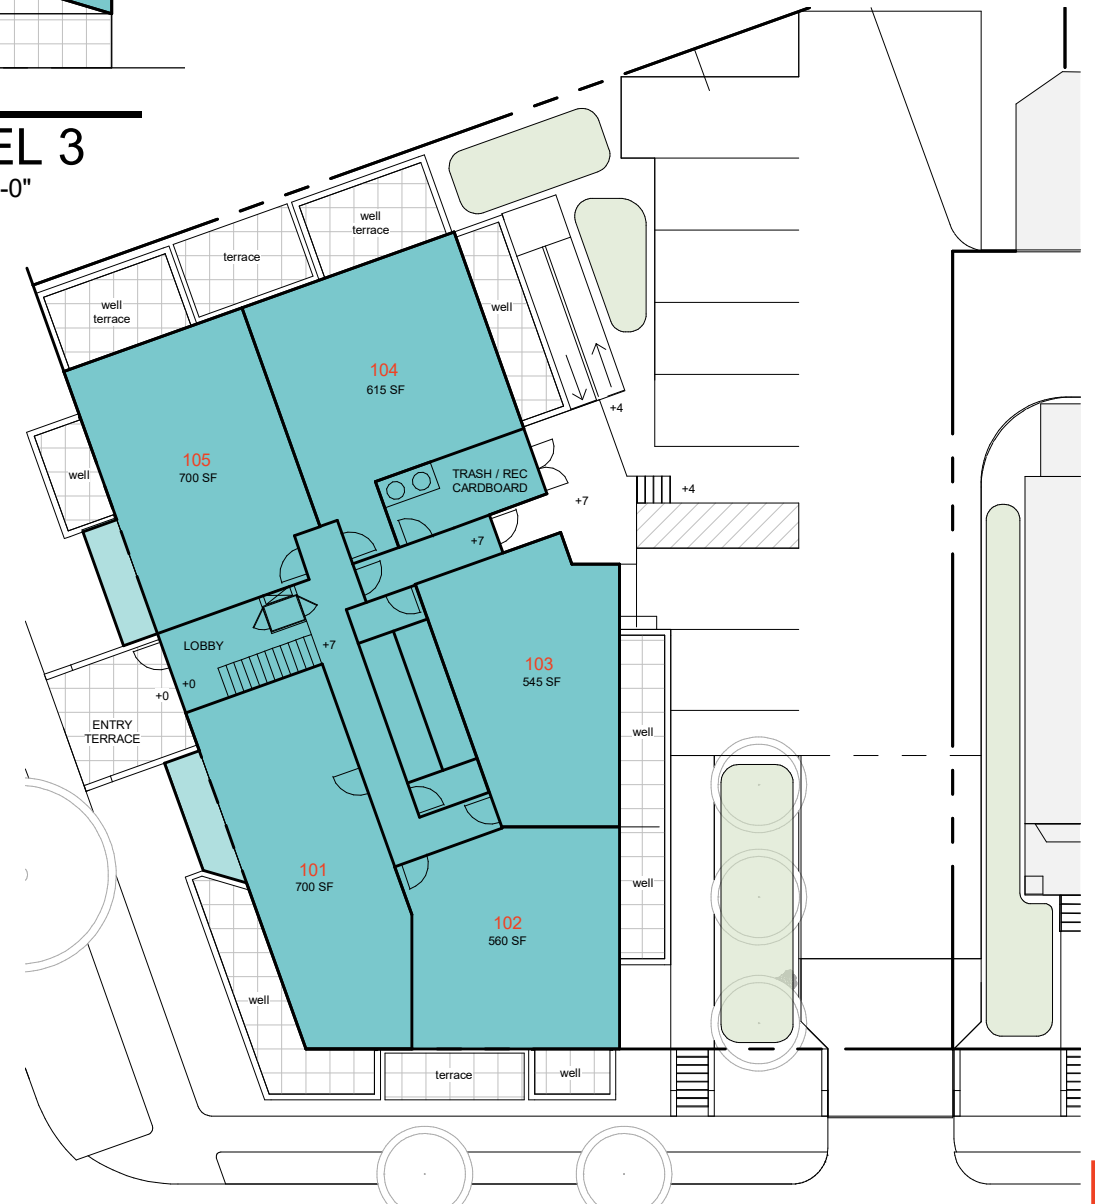 EL 3
-0"
well
terrace
terrace
well
terrace
well
104
615 SF
+4
105
700 SF
well
TRASH / REC
CARDBOARD
+4
+7
+7
LOBBY
+7
103
545 SF
+0
+0
ENTRY
TERRACE
well
101
700 SF
well
102
560 SF
well
terrace
well